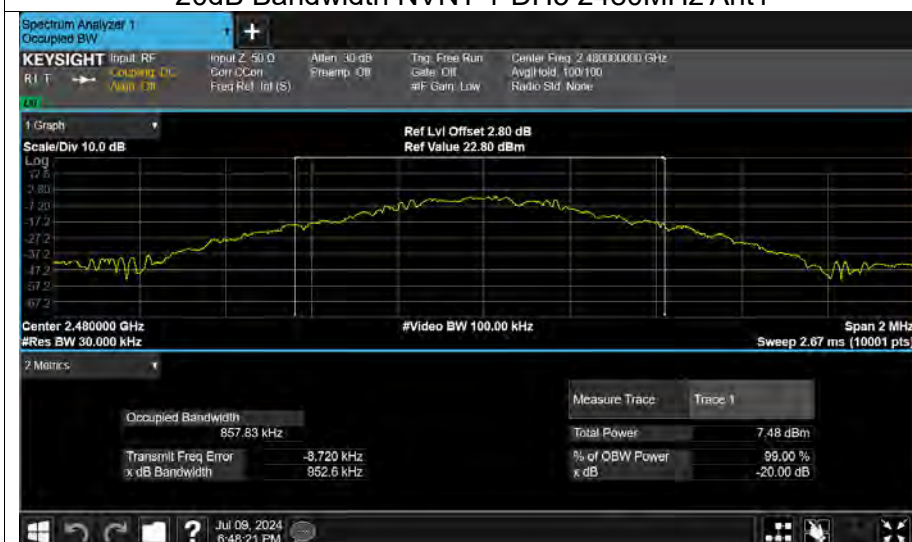 20dB Bandwidth NVNT 1-DH5 2480MHz Ant1
Spectrum Analyzer 1
Occupied BW
+
KEYSIGHT Input: RF Input Z: 50 Ω Atten: 30 dB Trig: Free Run Center Freq: 2.480000000 GHz
R L T Coupling: DC Corr CCorr Preamp: Off Gate: Off Avg|Hold: 100/100
Align: Off Freq Ref: Int (S) #IF Gain: Low Radio Std: None
1 Graph
Ref Lvl Offset 2.80 dB
Scale/Div 10.0 dB Ref Value 22.80 dBm
Log
12.8
2.80
-7.20
-17.2
-27.2
-37.2
-47.2
-57.2
-67.2
Center 2.480000 GHz #Video BW 100.00 kHz Span 2 MHz
#Res BW 30.000 kHz Sweep 2.67 ms (10001 pts)
2 Metrics
Measure Trace Trace 1
Occupied Bandwidth
857.83 kHz Total Power 7.48 dBm
Transmit Freq Error -8.720 kHz % of OBW Power 99.00 %
x dB Bandwidth 952.6 kHz x dB -20.00 dB
?
Jul 09, 2024
6:48:21 PM